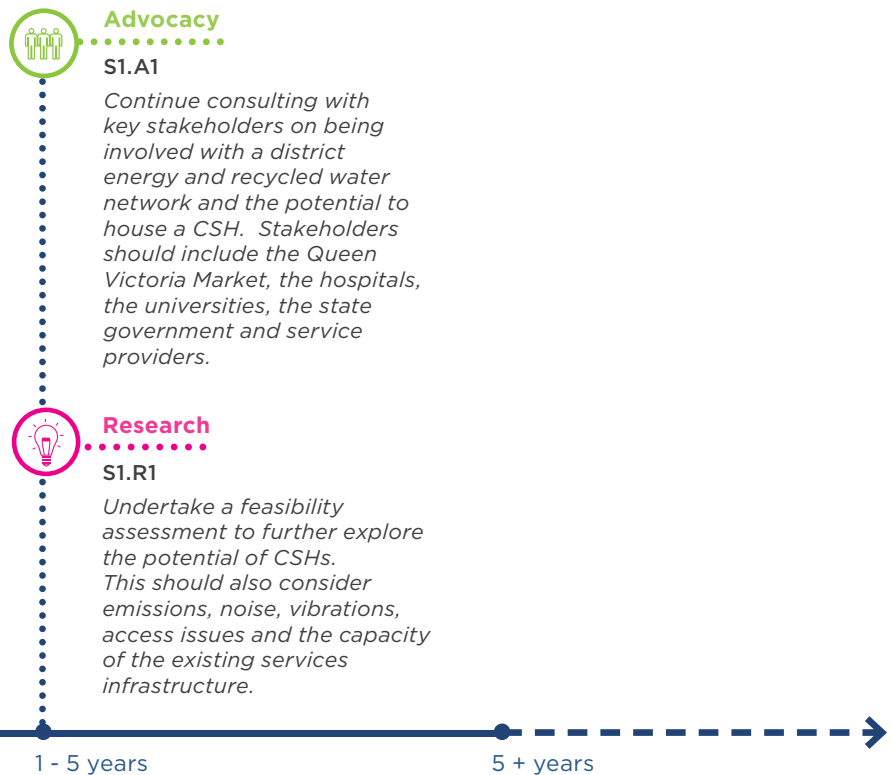 Advocacy
S1.A1
Continue consulting with
key stakeholders on being
involved with a district
energy and recycled water
network and the potential to
house a CSH.  Stakeholders
should include the Queen
Victoria Market, the hospitals,
the universities, the state
government and service
providers.
Research
S1.R1
Undertake a feasibility
assessment to further explore
the potential of CSHs.
This should also consider
emissions, noise, vibrations,
access issues and the capacity
of the existing services
infrastructure.
1 - 5 years
5 + years